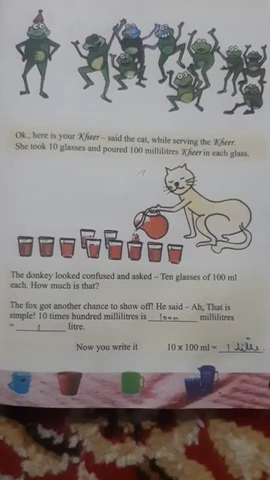 Ok., here is your Kheer – said the cat, while serving the Kheer.
She took 10 glasses and poured 100 millilitres Kheer in each glass.
The donkey looked confused and asked – Ten glasses of 100 ml
each. How much is that?
The fox got another chance to show off! He said – Ah, That is
simple! 10 times hundred millilitres is 1000 millilitres
= 1 litre.
Now you write it 10 x 100 ml = 1